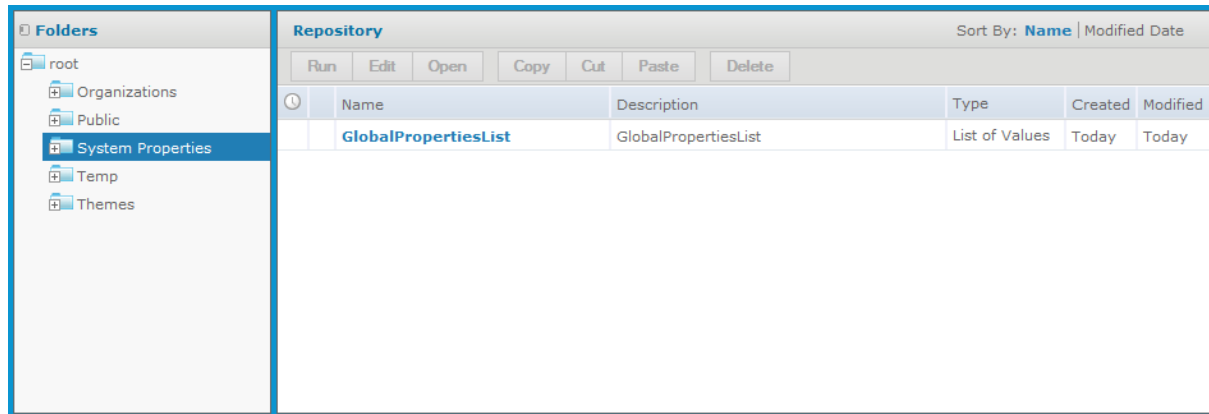 Folders
root
Organizations
Public
System Properties
Temp
Themes
Repository
Sort By: Name | Modified Date
Run Edit Open Copy Cut Paste Delete
Name Description Type Created Modified
GlobalPropertiesList GlobalPropertiesList List of Values Today Today